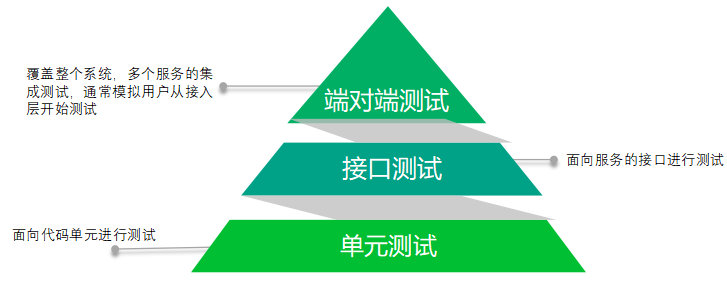 覆盖整个系统，多个服务的集
成测试，通常模拟用户从接入
层开始测试
端对端测试
接口测试
面向服务的接口进行测试
面向代码单元进行测试
单元测试